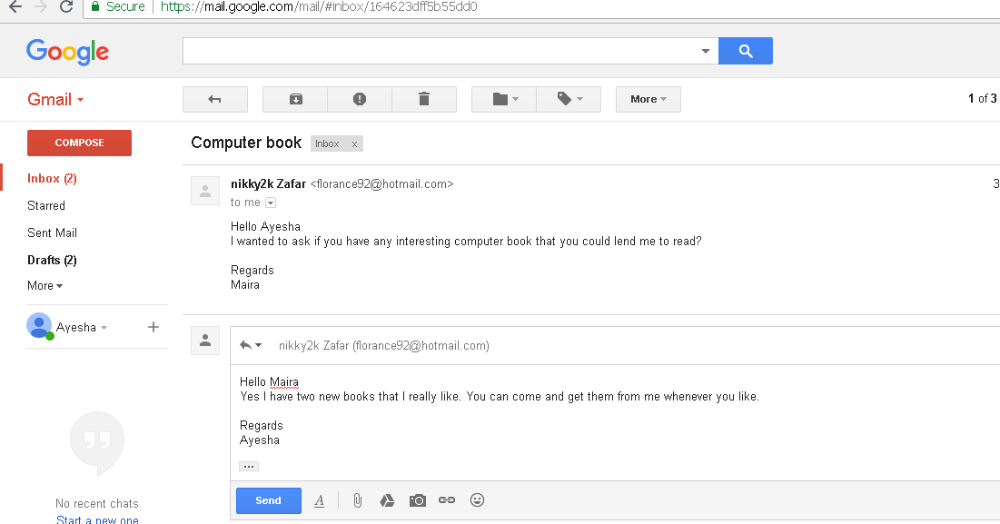 Secure | https://mail.google.com/mail/#inbox/164623dff5b55dd0
Google
Gmail
More
1 of 3
COMPOSE
Computer book Inbox x
Inbox (2)
Starred
Sent Mail
Drafts (2)
More
Ayesha +
nikky2k Zafar <florance92@hotmail.com>
3
to me
Hello Ayesha
I wanted to ask if you have any interesting computer book that you could lend me to read?
Regards
Maira
nikky2k Zafar (florance92@hotmail.com)
Hello Maira
Yes I have two new books that I really like. You can come and get them from me whenever you like.
Regards
Ayesha
...
Send A
No recent chats
Start a new one